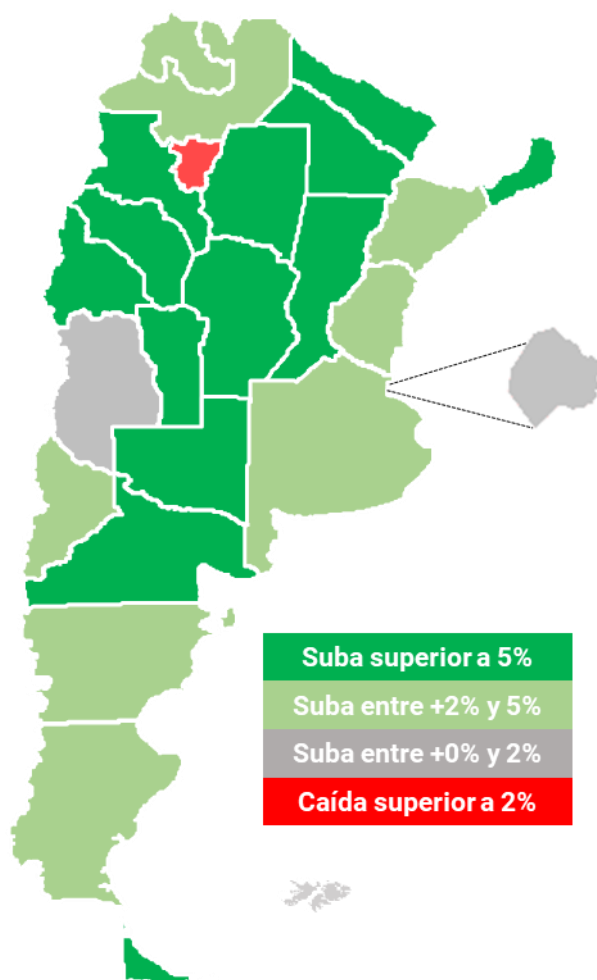 Suba superior a 5%
Suba entre +2% y 5%
Suba entre +0% y 2%
Caída superior a 2%